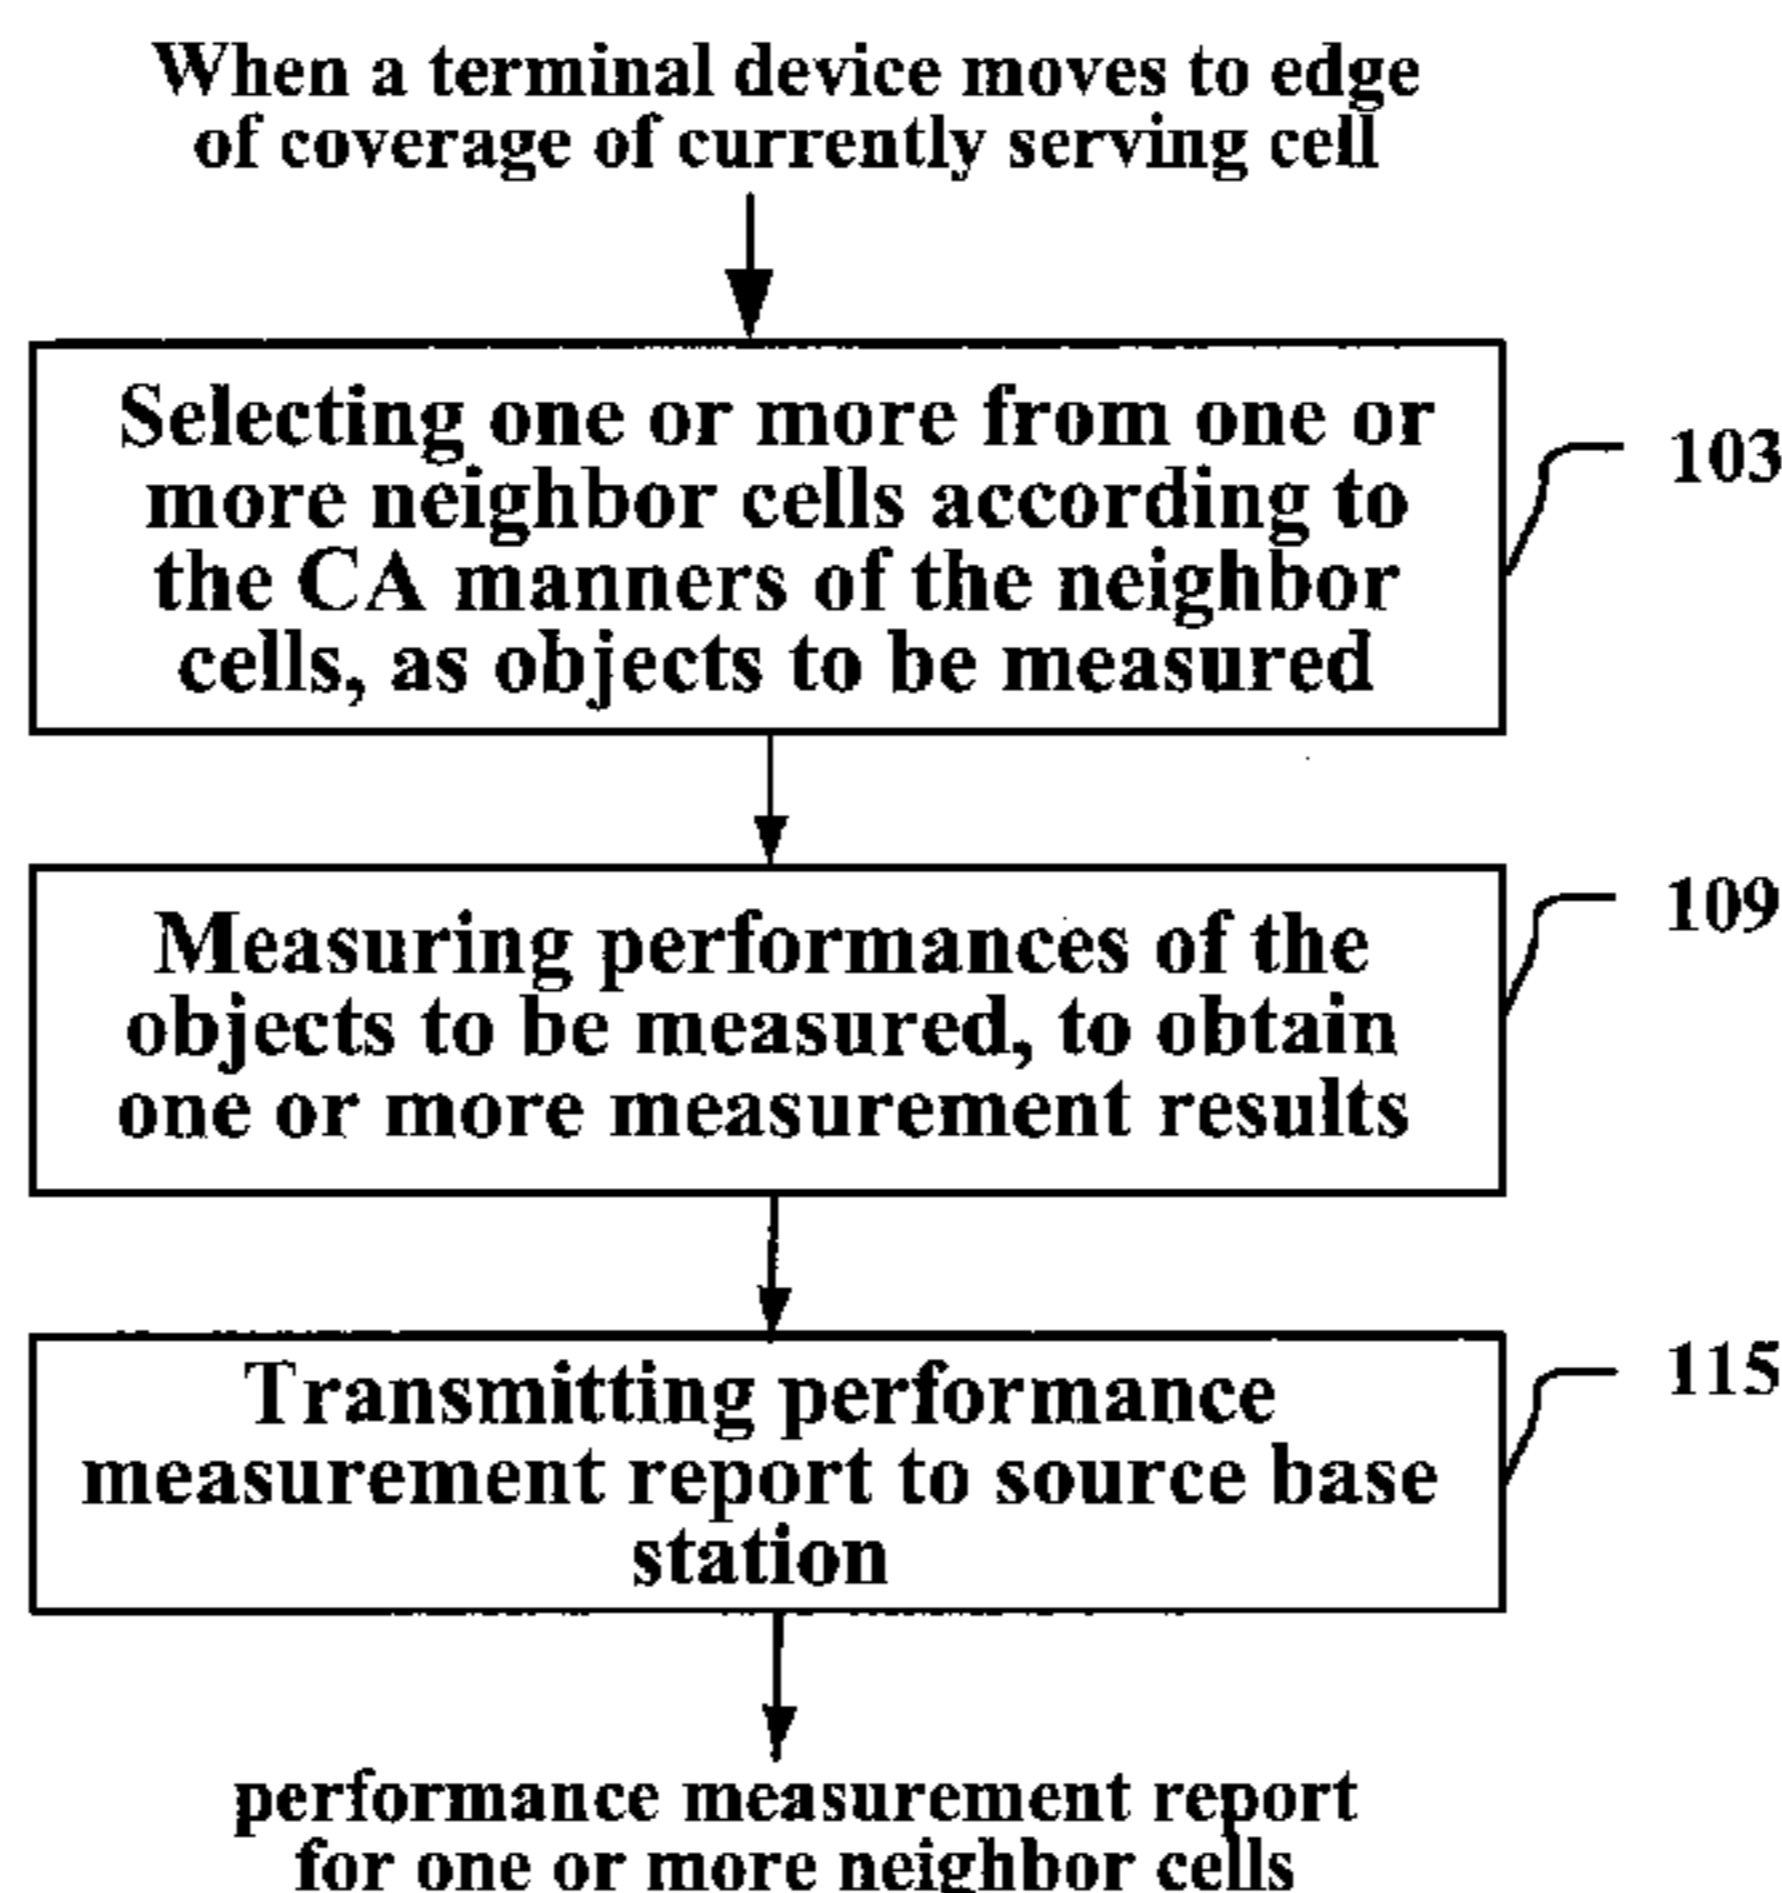 When a terminal device moves to edge
of coverage of currently serving cell
Selecting one or more from one or
more neighbor cells according to
the CA manners of the neighbor
cells, as objects to be measured
103
Measuring performances of the
objects to be measured, to obtain
one or more measurement results
109
Transmitting performance
measurement report to source base
station
115
performance measurement report
for one or more neighbor cells